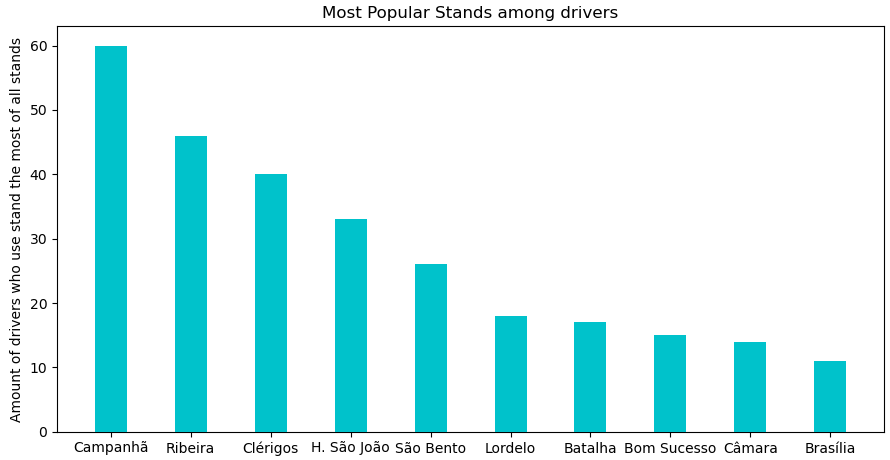 Most Popular Stands among drivers
Amount of drivers who use stand the most of all stands
60
50
40
30
20
10
0
Campanhã Ribeira Clérigos H. São João São Bento Lordelo Batalha Bom Sucesso Câmara Brasília